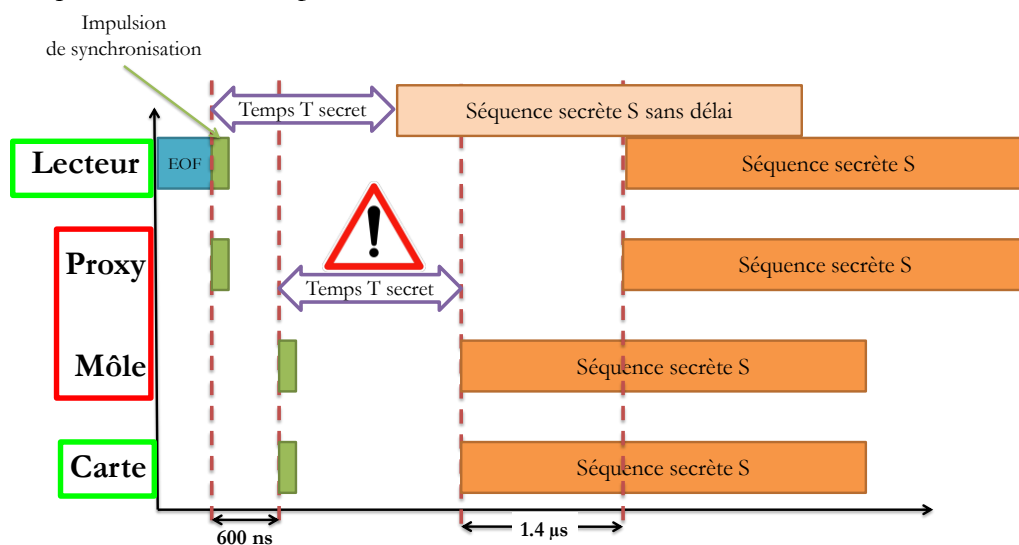 Impulsion
de synchronisation
Temps T secret
Séquence secrète S sans délai
Lecteur
EOF
Séquence secrète S
Proxy
Séquence secrète S
Temps T secret
Môle
Séquence secrète S
Carte
Séquence secrète S
600 ns
1.4 µs